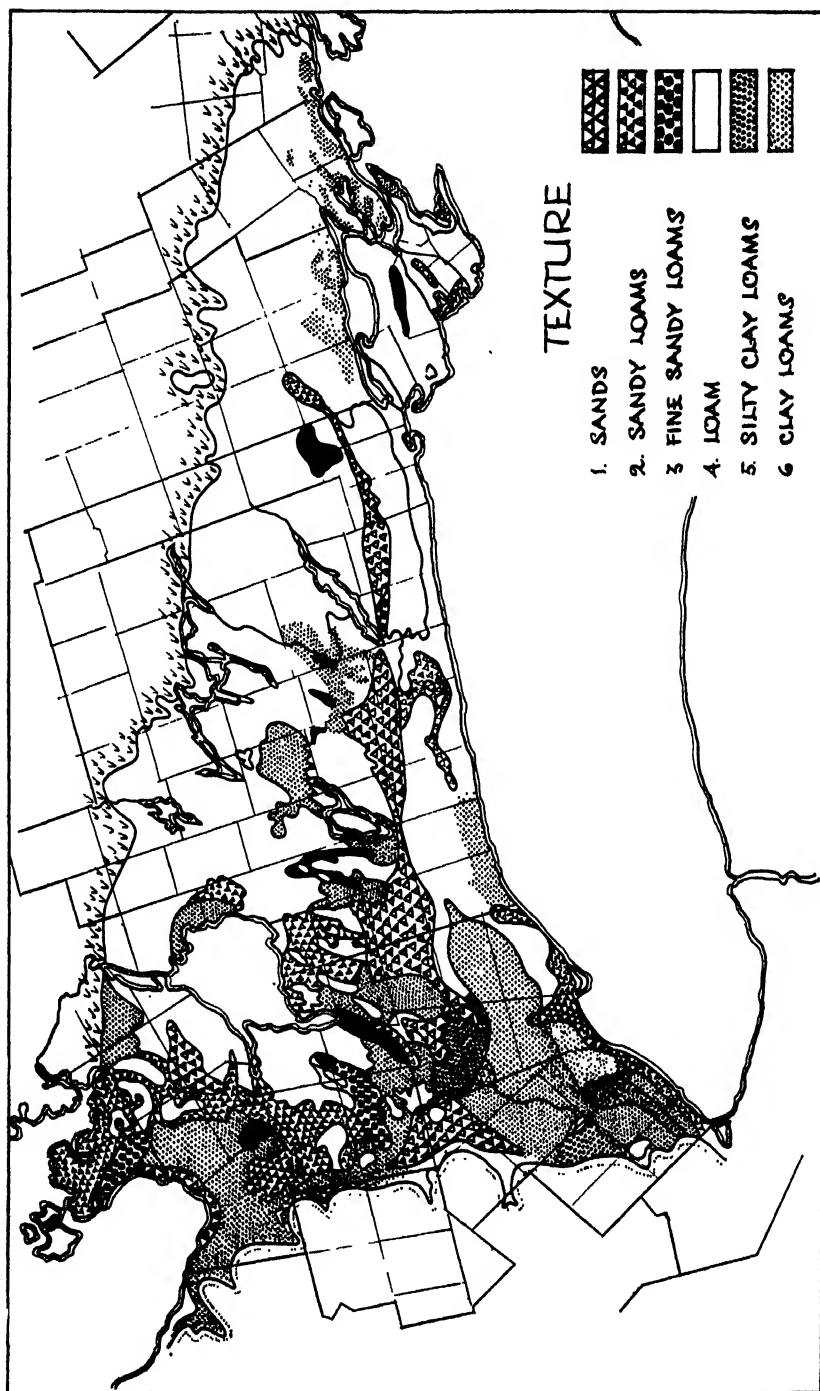 TEXTURE
1. SANDS
2. SANDY LOAMS
3 FINE SANDY LOAMS
4. LOAM
5. SILTY CLAY LOAMS
6 CLAY LOAMS